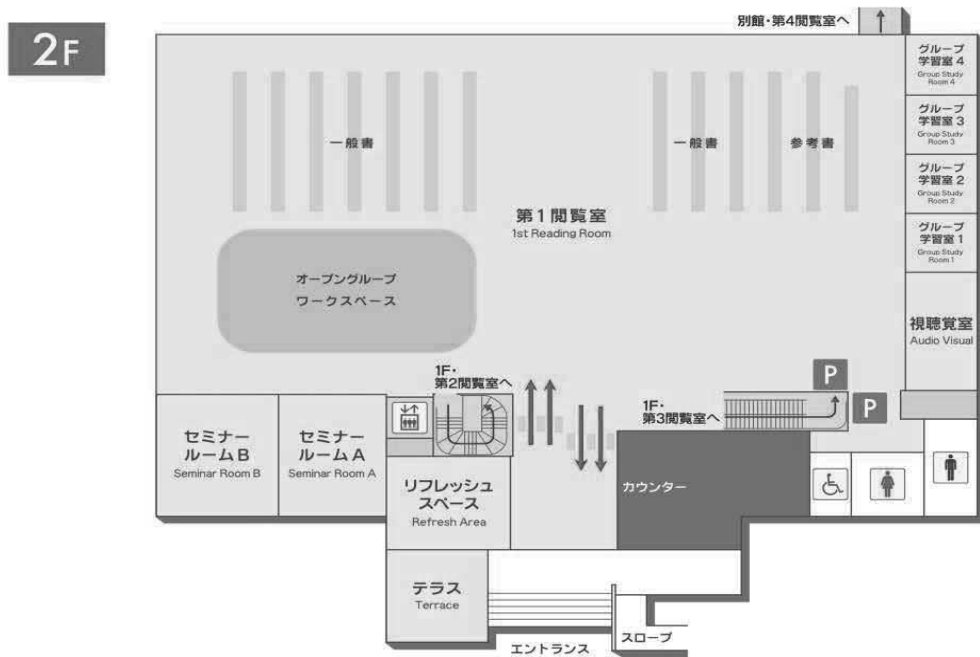 2F
別館・第4閲覧室へ
グループ
学習室 4
Group Study
Room 4
グループ
学習室 3
Group Study
Room 3
グループ
学習室 2
Group Study
Room 2
グループ
学習室 1
Group Study
Room 1
一般書
一般書
参考書
第1閲覧室
1st Reading Room
オープングループ
ワークスペース
視聴覚室
Audio Visual
1F・
第2閲覧室へ
1F・
第3閲覧室へ
P
P
セミナー
ルームB
Seminar Room B
セミナー
ルームA
Seminar Room A
リフレッシュ
スペース
Refresh Area
カウンター
テラス
Terrace
エントランス
スロープ